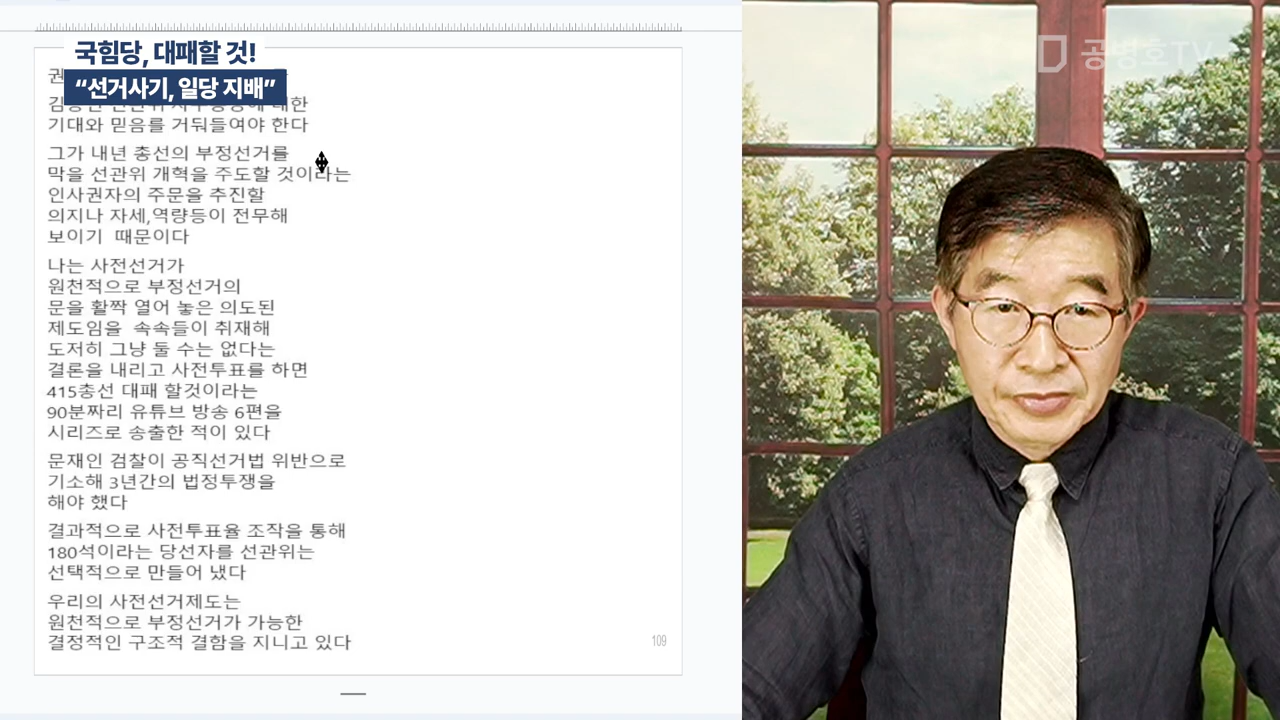 국힘당, 대패할 것!
“선거사기, 일당 지배”
공병호TV
기대와 믿음를 거둬들여야 한다
그가 내년 총선의 부정선거를
막을 선관위 개혁을 주도할 것이라는
인사권자의 주문을 추진할
의지나 자세,역량등이 전무해
보이기 때문이다
나는 사전선거가
원천적으로 부정선거의
문을 활짝 열어 놓은 의도된
제도임을 속속들이 취재해
도저히 그냥 둘 수는 없다는
결론을 내리고 사전투표를 하면
415총선 대패 할것이라는
90분짜리 유튜브 방송 6편을
시리즈로 송출한 적이 있다
문재인 검찰이 공직선거법 위반으로
기소해 3년간의 법정투쟁을
해야 했다
결과적으로 사전투표율 조작을 통해
180석이라는 당선자를 선관위는
선택적으로 만들어 냈다
우리의 사전선거제도는
원천적으로 부정선거가 가능한
결정적인 구조적 결함을 지니고 있다
109